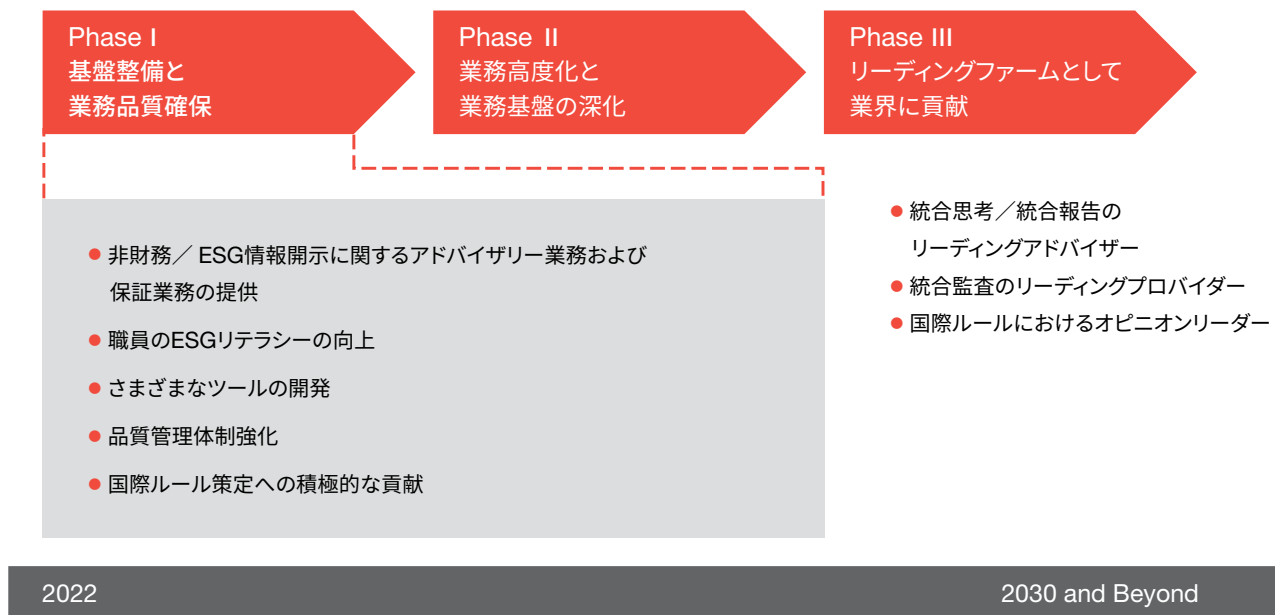 Phase I
基盤整備と
業務品質確保
Phase II
業務高度化と
業務基盤の深化
Phase III
リーディングファームとして
業界に貢献
● 非財務／ ESG情報開示に関するアドバイザリー業務および
保証業務の提供
● 職員のESGリテラシーの向上
● さまざまなツールの開発
● 品質管理体制強化
● 国際ルール策定への積極的な貢献
● 統合思考／統合報告の
リーディングアドバイザー
● 統合監査のリーディングプロバイダー
● 国際ルールにおけるオピニオンリーダー
2022
2030 and Beyond